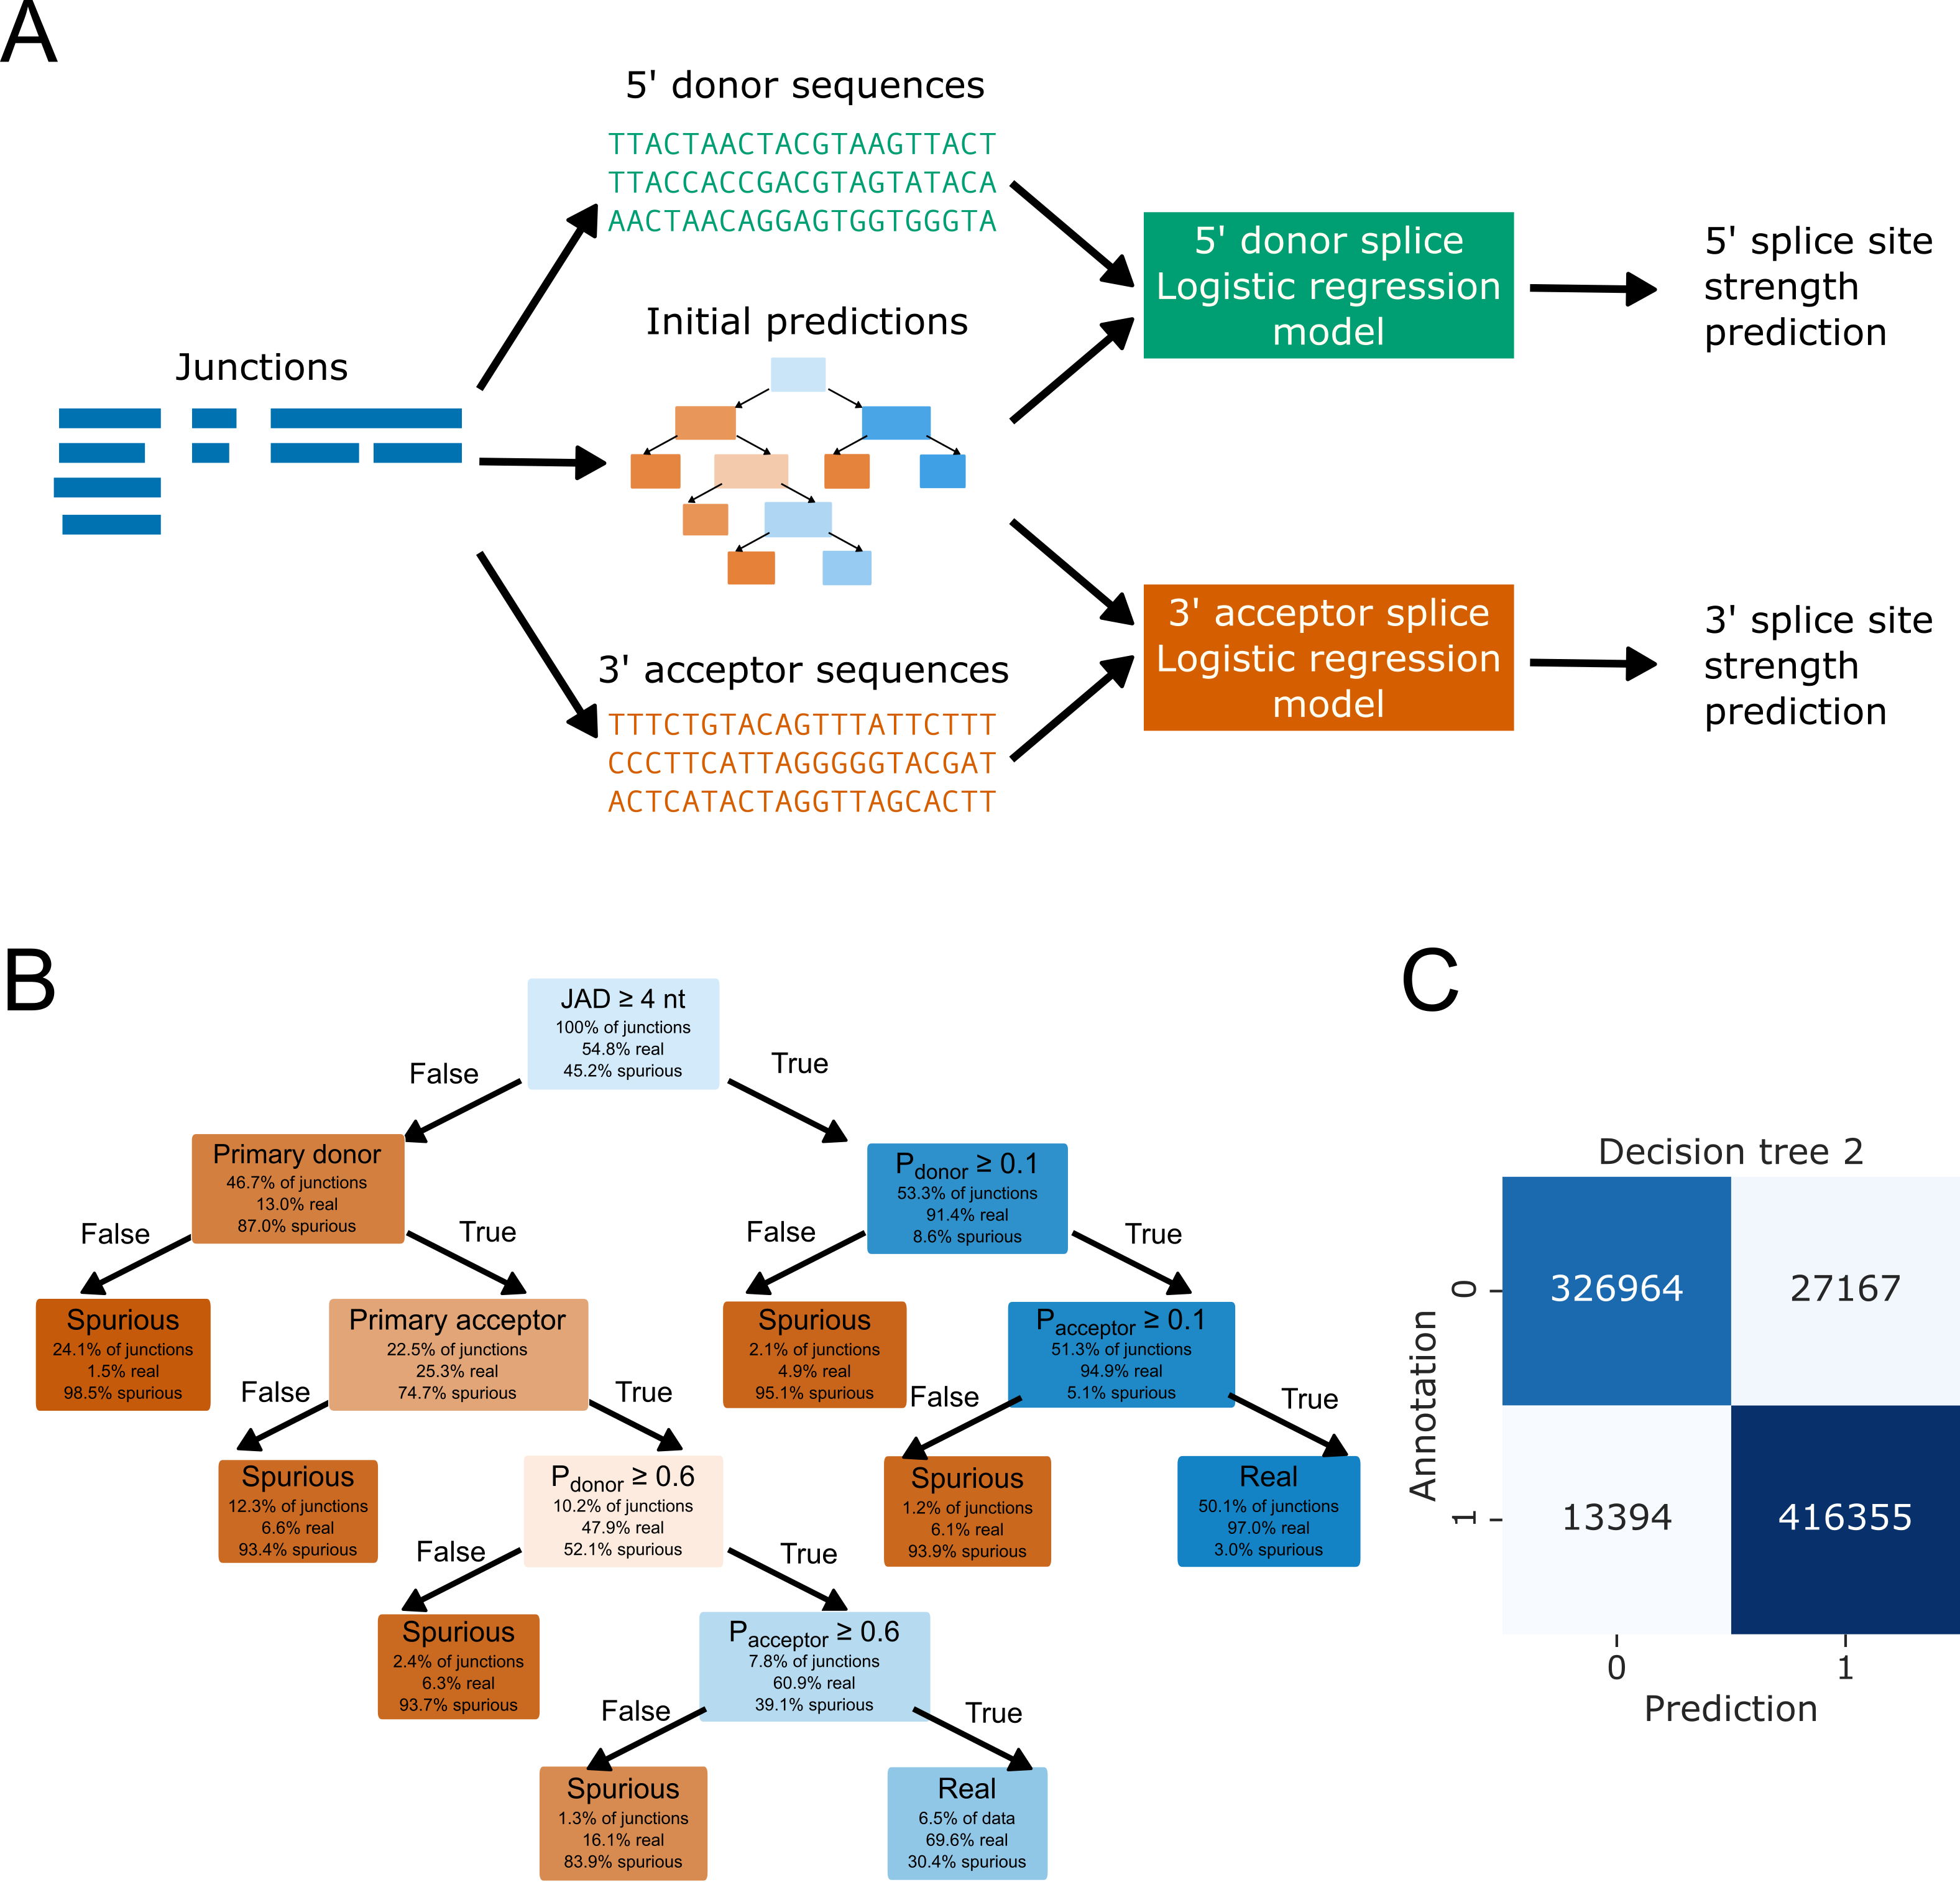 A
5' donor sequences
TTACTAACTACGTAAGTTACT
TTACCACCGACGTAGTATACA
AACTAACAGGAGTGGTGGGTA
Junctions
Initial predictions
3' acceptor sequences
TTTCTGTACAGTTTATTCTTT
CCCTTCATTAGGGGGTACGAT
ACTCATACTAGGTTAGCACTT
5' donor splice
Logistic regression
model
5' splice site
strength
prediction
3' acceptor splice
Logistic regression
model
3' splice site
strength
prediction
B
JAD ≥ 4 nt
100% of junctions
54.8% real
45.2% spurious
False
True
Primary donor
46.7% of junctions
13.0% real
87.0% spurious
Pdonor ≥ 0.1
53.3% of junctions
91.4% real
8.6% spurious
False
True
False
True
Spurious
24.1% of junctions
1.5% real
98.5% spurious
Primary acceptor
22.5% of junctions
25.3% real
74.7% spurious
Spurious
2.1% of junctions
4.9% real
95.1% spurious
Pacceptor ≥ 0.1
51.3% of junctions
94.9% real
5.1% spurious
False
True
False
True
Spurious
12.3% of junctions
6.6% real
93.4% spurious
Pdonor ≥ 0.6
10.2% of junctions
47.9% real
52.1% spurious
Spurious
1.2% of junctions
6.1% real
93.9% spurious
Real
50.1% of junctions
97.0% real
3.0% spurious
False
True
Spurious
2.4% of junctions
6.3% real
93.7% spurious
Pacceptor ≥ 0.6
7.8% of junctions
60.9% real
39.1% spurious
False
True
Spurious
1.3% of junctions
16.1% real
83.9% spurious
Real
6.5% of data
69.6% real
30.4% spurious
C
Decision tree 2
Annotation
0
326964
27167
1
13394
416355
0
1
Prediction